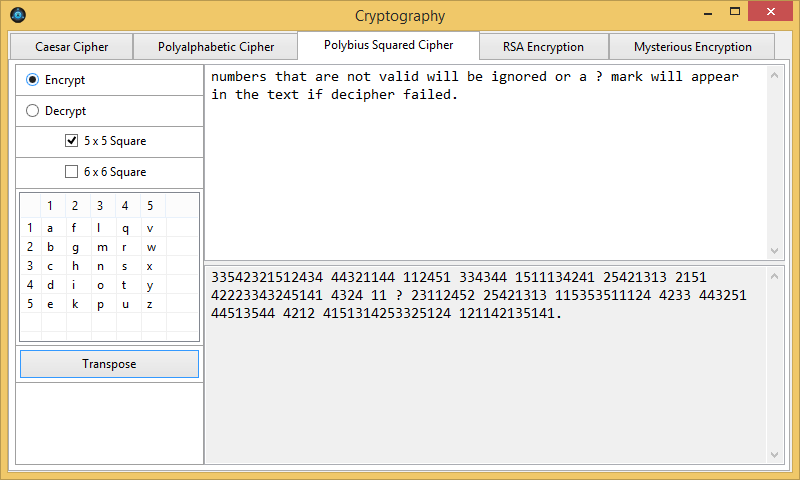 Cryptography
Caesar Cipher
Polyalphabetic Cipher
Polybius Squared Cipher
RSA Encryption
Mysterious Encryption
Encrypt
Decrypt
5 x 5 Square
6 x 6 Square
1 2 3 4 5
1 a f l q v
2 b g m r w
3 c h n s x
4 d i o t y
5 e k p u z
Transpose
numbers that are not valid will be ignored or a ? mark will appear
in the text if decipher failed.
33542321512434 44321144 112451 334344 1511134241 25421313 2151
42223343245141 4324 11 ? 23112452 25421313 115353511124 4233 443251
44513544 4212 4151314253325124 121142135141.